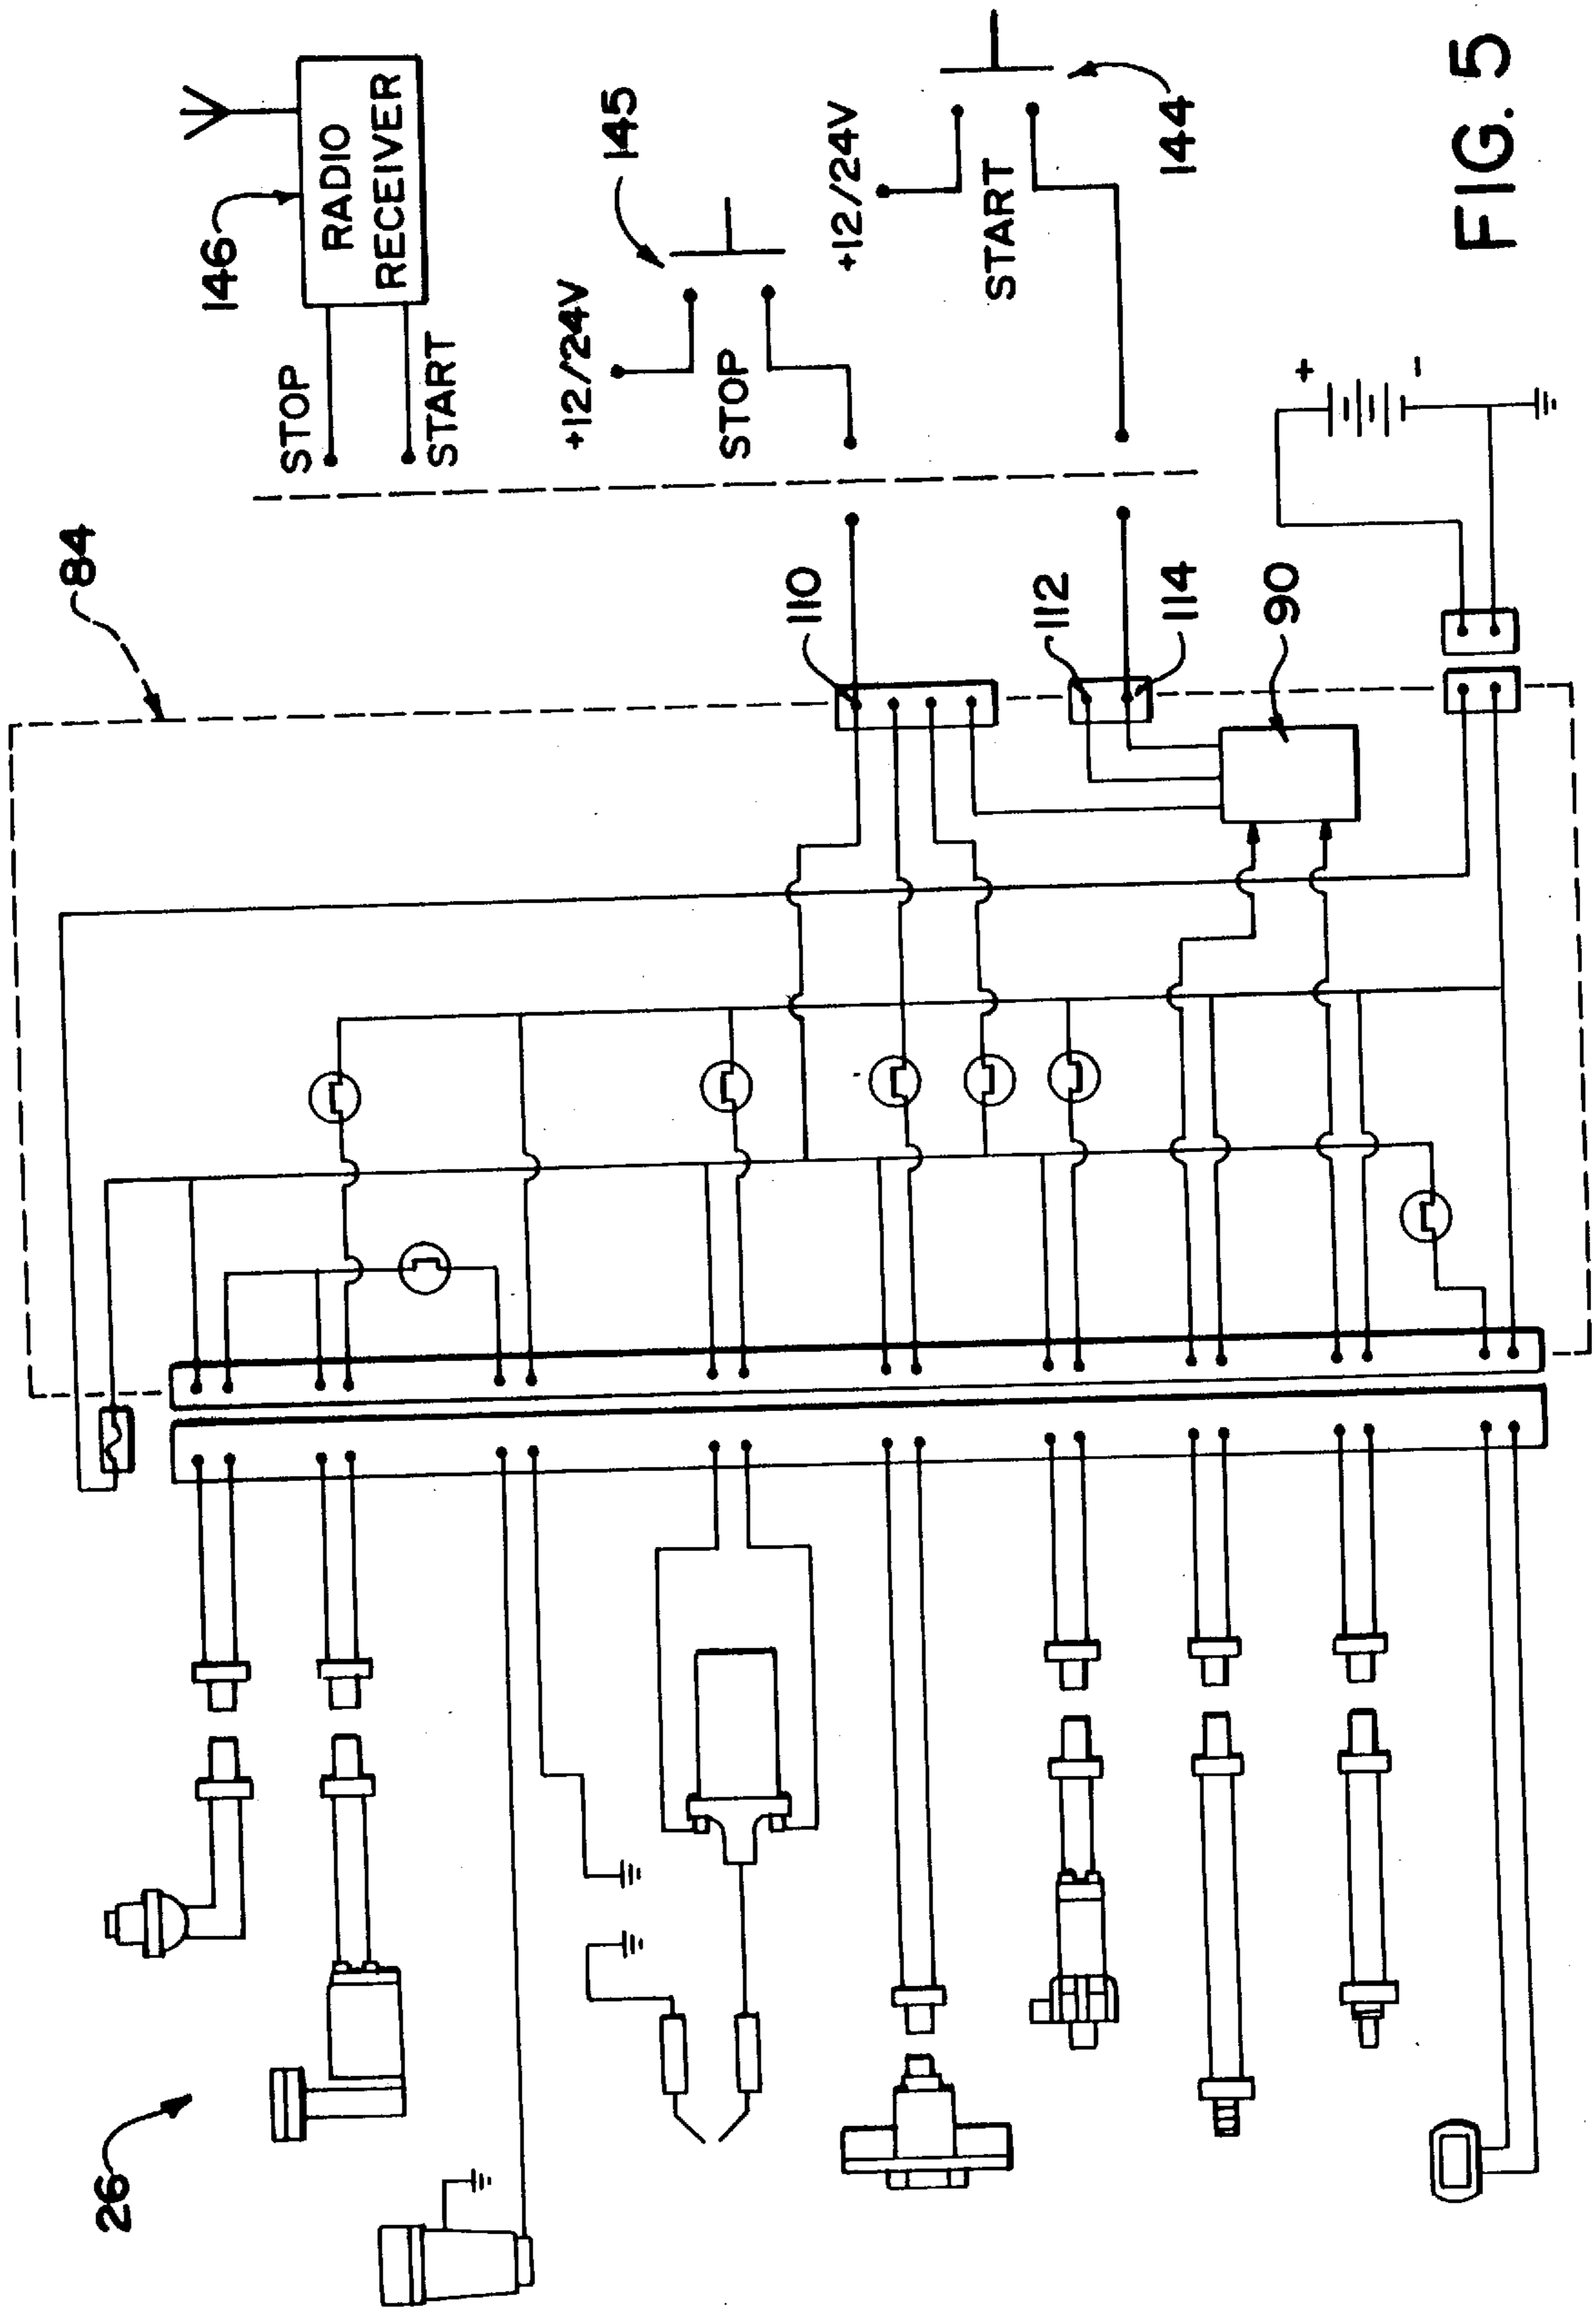 146
RADIO
RECEIVER
STOP
START
145
+12/24V
STOP
+12/24V
START
144
84
110
112
114
90
+
-
26
FIG. 5